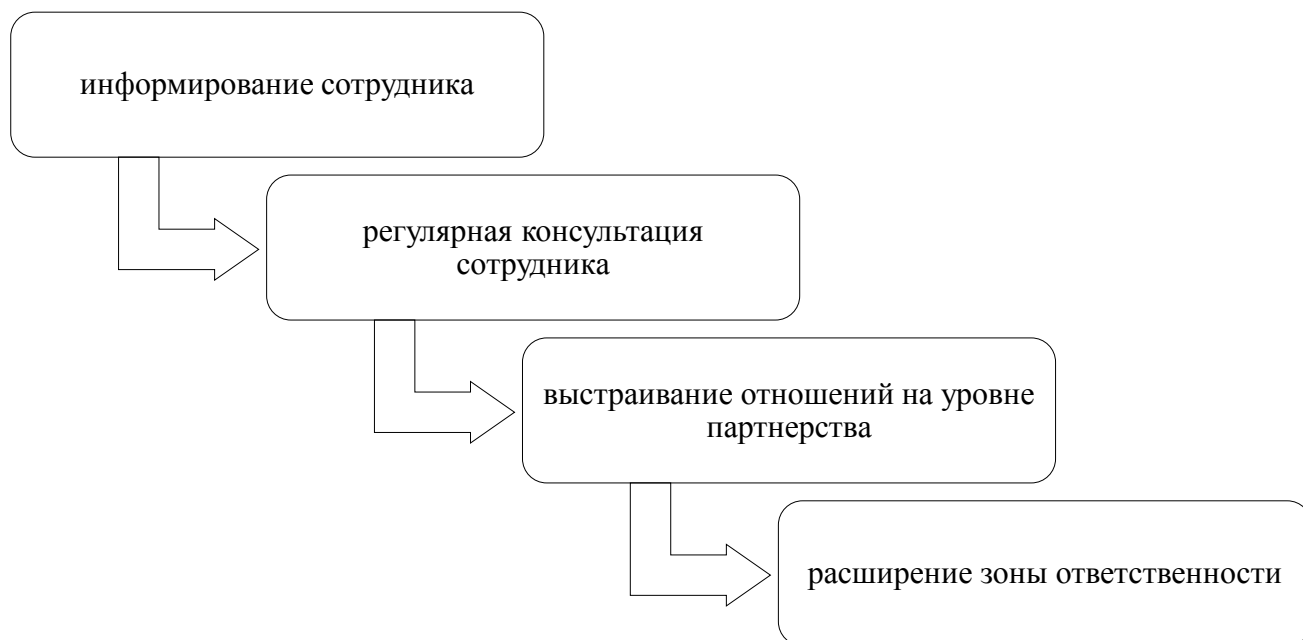 информирование сотрудника
регулярная консультация
сотрудника
выстраивание отношений на уровне
партнерства
расширение зоны ответственности